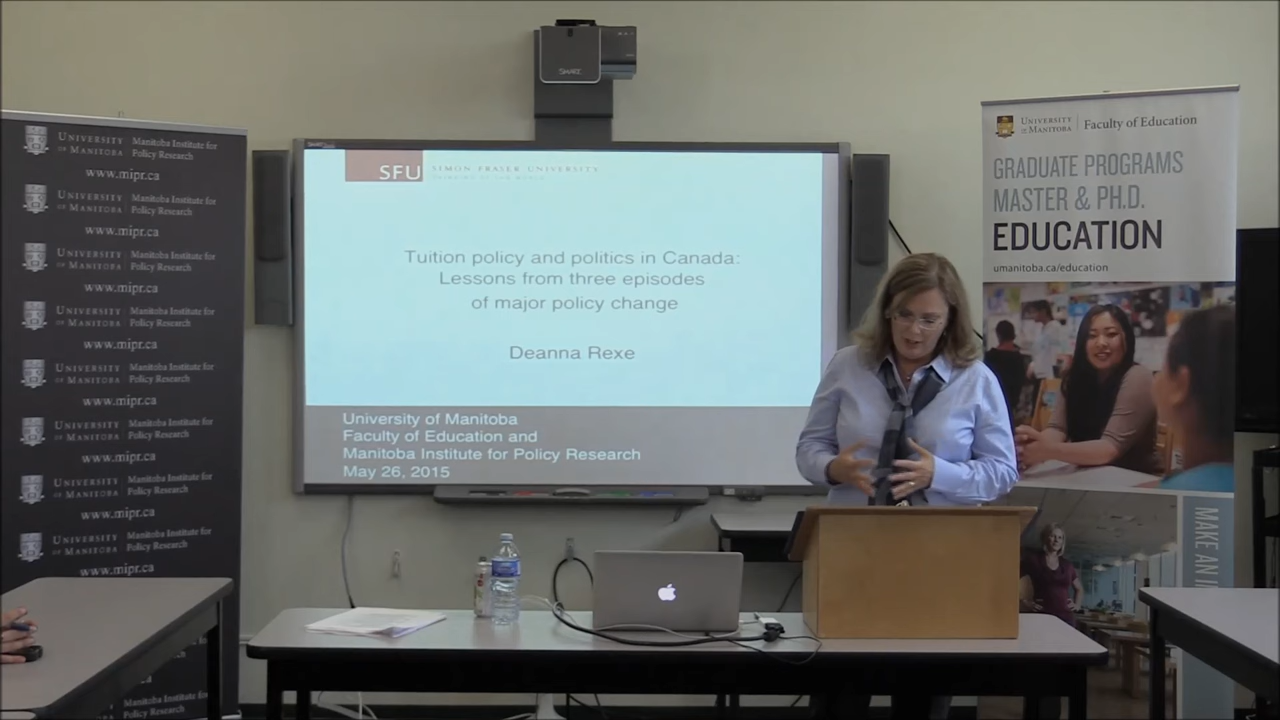 UNIVERSITY OF MANITOBA Manitoba Institute for Policy Research
www.mipr.ca
UNIVERSITY OF MANITOBA Manitoba Institute for Policy Research
www.mipr.ca
UNIVERSITY OF MANITOBA Manitoba Institute for Policy Research
www.mipr.ca
UNIVERSITY OF MANITOBA Manitoba Institute for Policy Research
www.mipr.ca
UNIVERSITY OF MANITOBA Manitoba Institute for Policy Research
www.mipr.ca
UNIVERSITY OF MANITOBA Manitoba Institute for Policy Research
www.mipr.ca
UNIVERSITY OF MANITOBA Manitoba Institute for Policy Research
www.mipr.ca
UNIVERSITY OF MANITOBA Manitoba Institute for Policy Research
www.mipr.ca
Manitoba Institute for
Policy Research
SMART
SFU SIMON FRASER UNIVERSITY
Tuition policy and politics in Canada:
Lessons from three episodes
of major policy change
Deanna Rexe
University of Manitoba
Faculty of Education and
Manitoba Institute for Policy Research
May 26, 2015
UNIVERSITY OF MANITOBA Faculty of Education
GRADUATE PROGRAMS
MASTER & PH.D.
EDUCATION
umanitoba.ca/education
MAKE AN